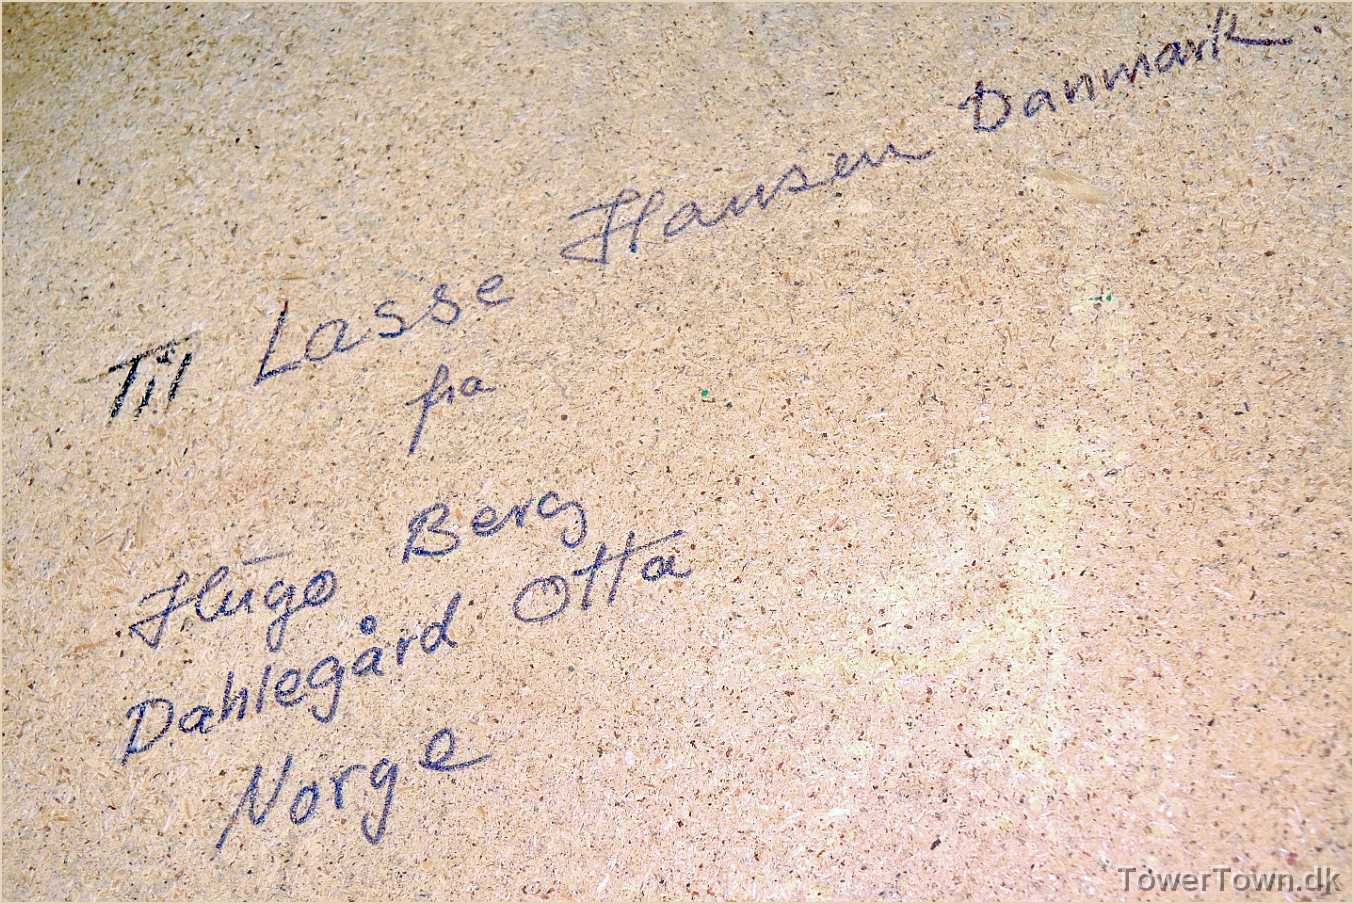 Til Lasse Hansen Danmark.
fra
Hugo Berg
Dahlegård Otta
Norge
TowerTown.dk